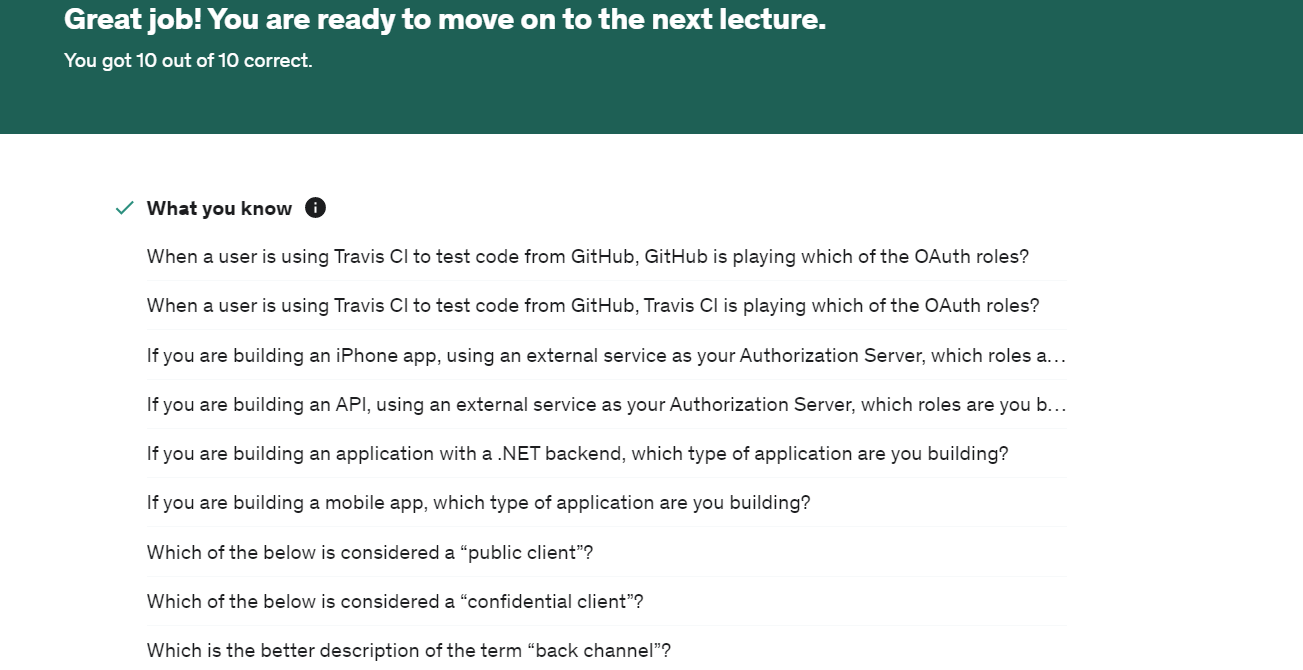 Great job! You are ready to move on to the next lecture.
You got 10 out of 10 correct.
What you know
When a user is using Travis CI to test code from GitHub, GitHub is playing which of the OAuth roles?
When a user is using Travis CI to test code from GitHub, Travis CI is playing which of the OAuth roles?
If you are building an iPhone app, using an external service as your Authorization Server, which roles a...
If you are building an API, using an external service as your Authorization Server, which roles are you b...
If you are building an application with a .NET backend, which type of application are you building?
If you are building a mobile app, which type of application are you building?
Which of the below is considered a “public client”?
Which of the below is considered a “confidential client”?
Which is the better description of the term “back channel”?